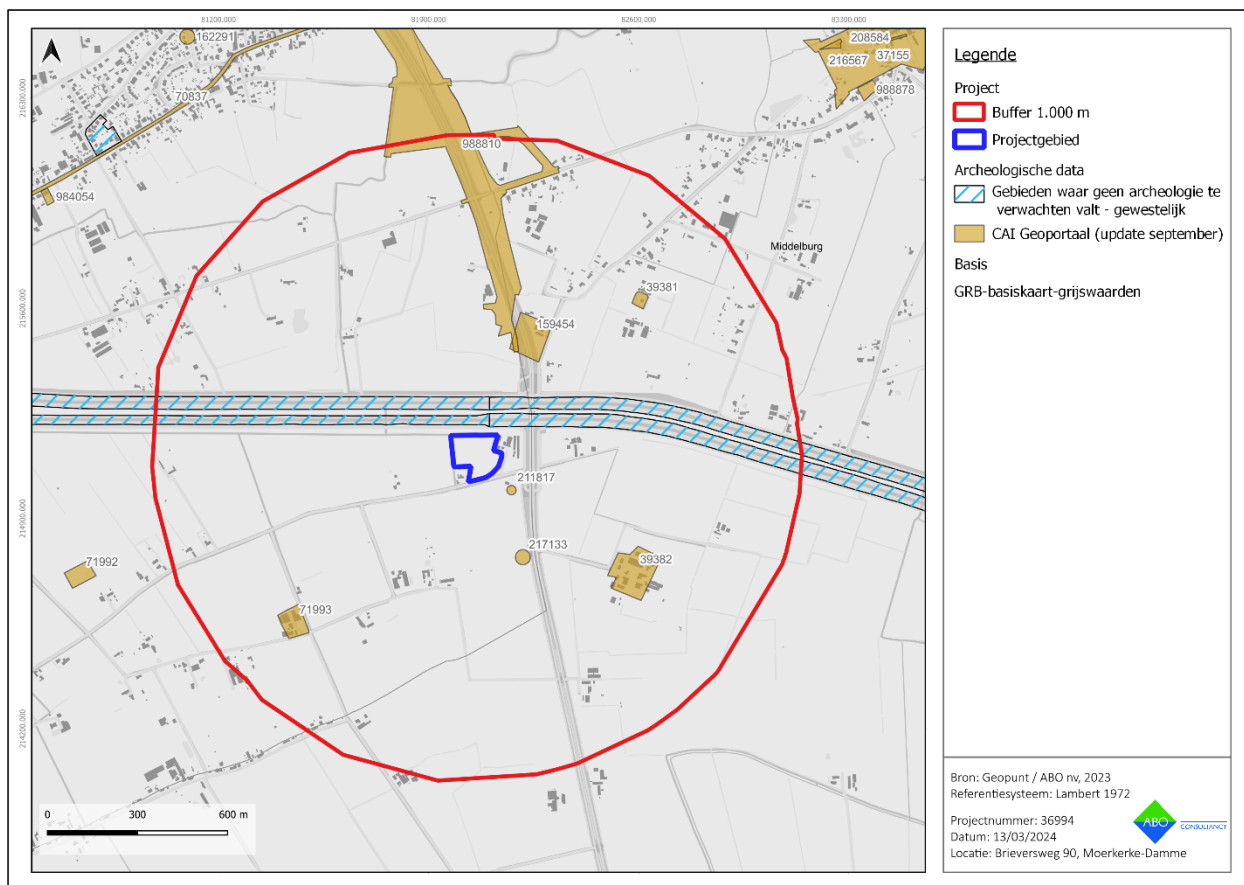 81200.000
81900.000
82600.000
83300.000
216300.000
215600.000
214900.000
214200.000
162291
70837
984054
988810
208584
216567
37155
988878
Middelburg
39381
159454
211817
217133
39382
71992
71993
0
300
600 m
Legende
Project
Buffer 1.000 m
Projectgebied
Archeologische data
Gebieden waar geen archeologie te
verwachten valt - gewestelijk
CAI Geoportaal (update september)
Basis
GRB-basiskaart-grijswaarden
Bron: Geopunt / ABO nv, 2023
Referentiesysteem: Lambert 1972
Projectnummer: 36994
Datum: 13/03/2024
Locatie: Brieversweg 90, Moerkerke-Damme
ABO
CONSULTANCY